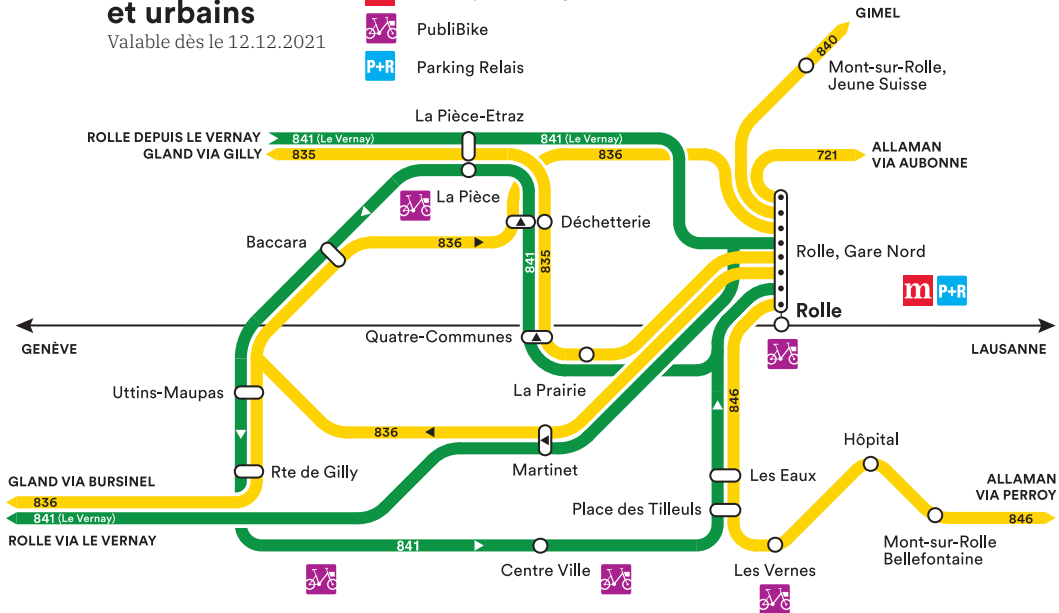 et urbains
Valable dès le 12.12.2021
PubliBike
P+R
Parking Relais
GIMEL
840
Mont-sur-Rolle,
Jeune Suisse
La Pièce-Etraz
ROLLE DEPUIS LE VERNAY
841 (Le Vernay)
841 (Le Vernay)
GLAND VIA GILLY
835
836
721
ALLAMAN
VIA AUBONNE
La Pièce
Déchetterie
Baccara
836
841
835
Rolle, Gare Nord
m
P+R
Rolle
Quatre-Communes
GENÈVE
LAUSANNE
La Prairie
Uttins-Maupas
846
836
Martinet
Hôpital
Rte de Gilly
Les Eaux
GLAND VIA BURSINEL
836
841 (Le Vernay)
ROLLE VIA LE VERNAY
Place des Tilleuls
ALLAMAN
VIA PERROY
846
Mont-sur-Rolle
Bellefontaine
841
Centre Ville
Les Vernes